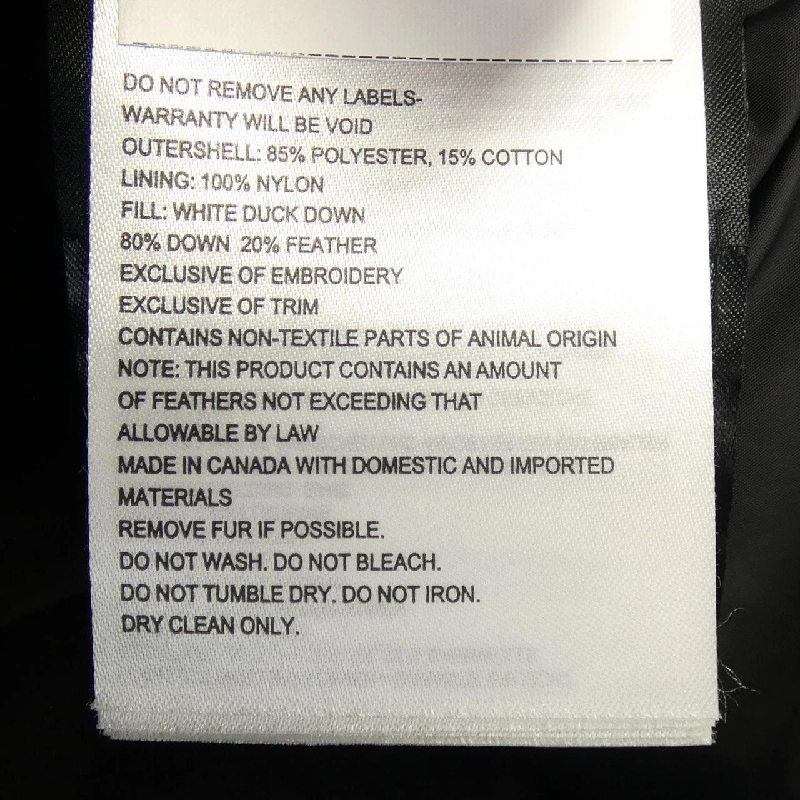 DO NOT REMOVE ANY LABELS-
WARRANTY WILL BE VOID
OUTERSHELL: 85% POLYESTER, 15% COTTON
LINING: 100% NYLON
FILL: WHITE DUCK DOWN
80% DOWN 20% FEATHER
EXCLUSIVE OF EMBROIDERY
EXCLUSIVE OF TRIM
CONTAINS NON-TEXTILE PARTS OF ANIMAL ORIGIN
NOTE: THIS PRODUCT CONTAINS AN AMOUNT
OF FEATHERS NOT EXCEEDING THAT
ALLOWABLE BY LAW
MADE IN CANADA WITH DOMESTIC AND IMPORTED
MATERIALS
REMOVE FUR IF POSSIBLE.
DO NOT WASH. DO NOT BLEACH.
DO NOT TUMBLE DRY. DO NOT IRON.
DRY CLEAN ONLY.